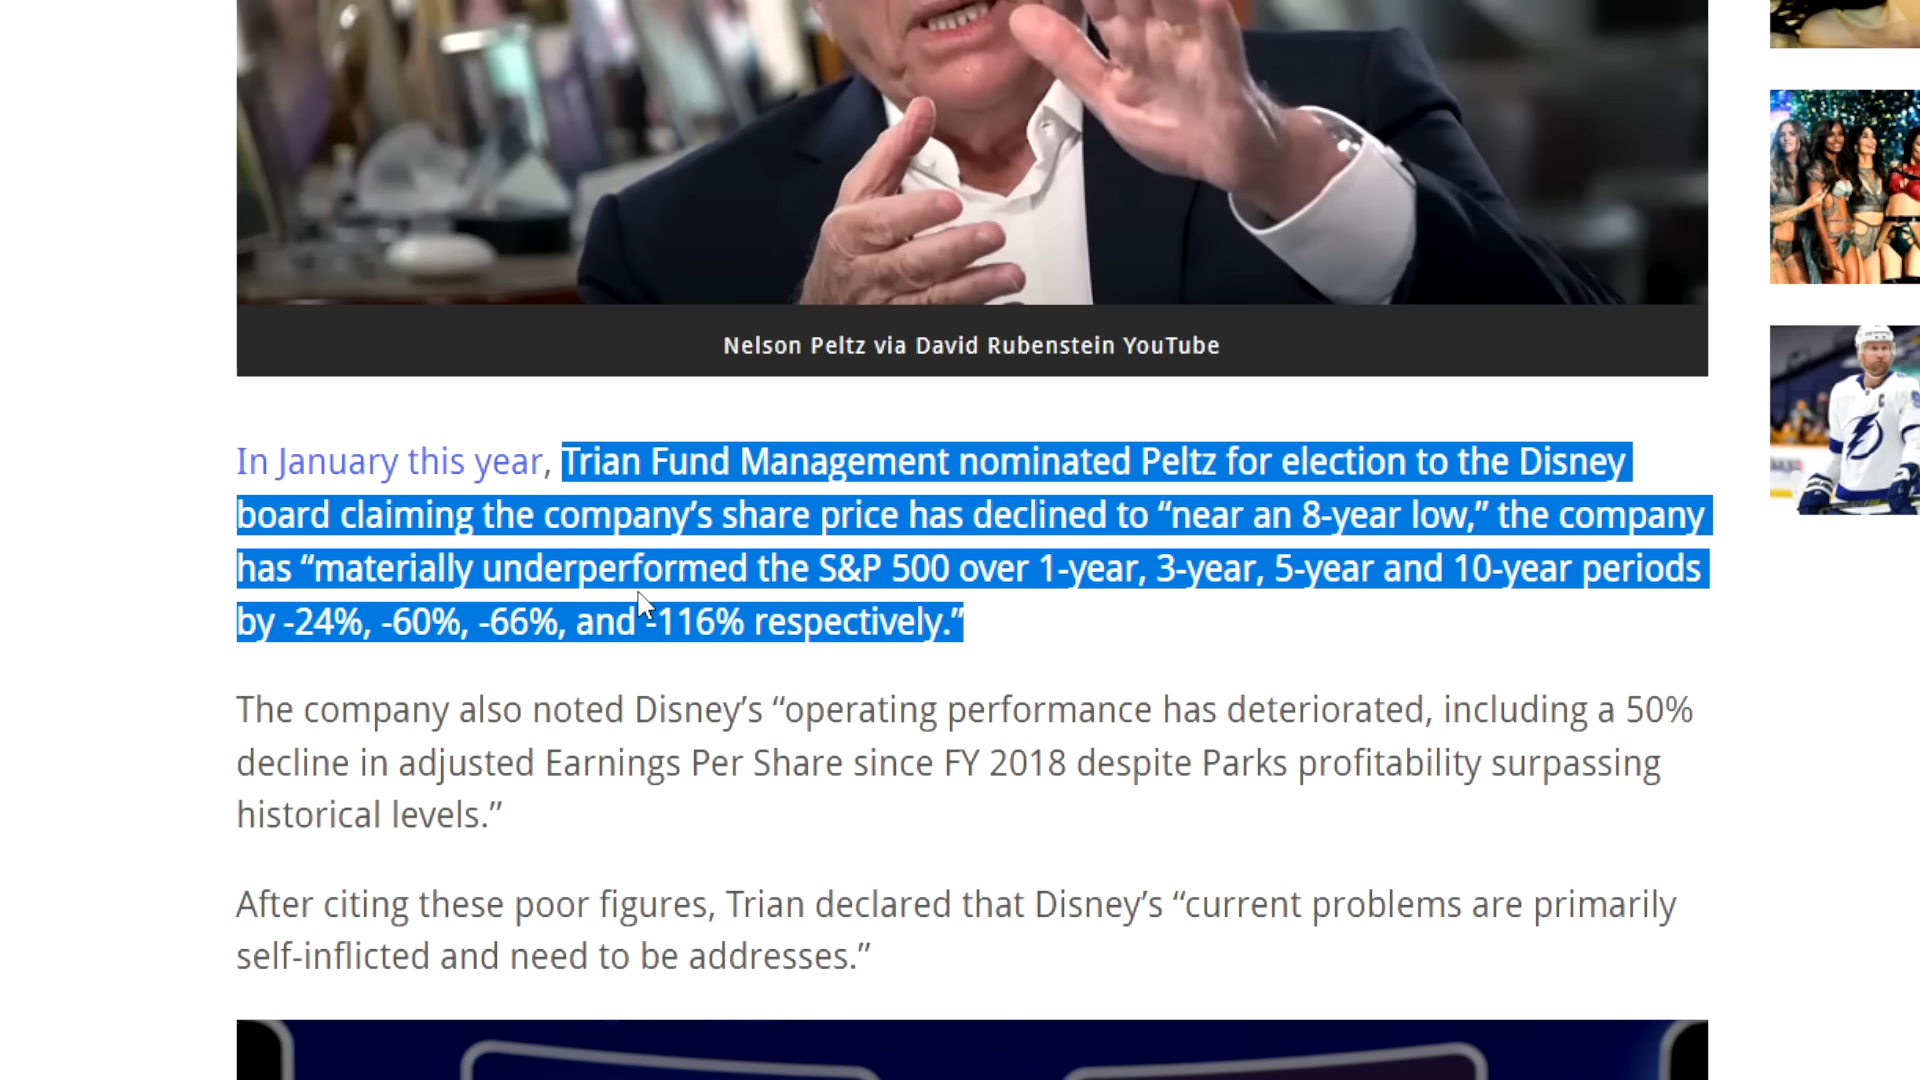 Nelson Peltz via David Rubenstein YouTube
In January this year, Trian Fund Management nominated Peltz for election to the Disney
board claiming the company’s share price has declined to “near an 8-year low,” the company
has “materially underperformed the S&P 500 over 1-year, 3-year, 5-year and 10-year periods
by -24%, -60%, -66%, and -116% respectively.”
The company also noted Disney’s “operating performance has deteriorated, including a 50%
decline in adjusted Earnings Per Share since FY 2018 despite Parks profitability surpassing
historical levels.”
After citing these poor figures, Trian declared that Disney’s “current problems are primarily
self-inflicted and need to be addresses.”